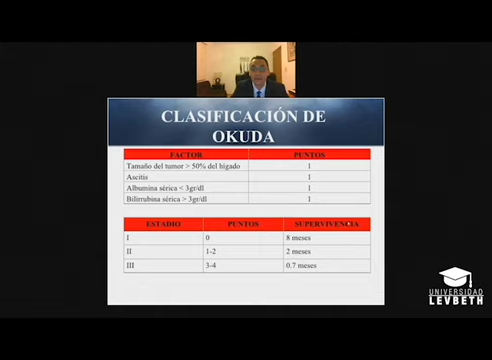 CLASIFICACIÓN DE
OKUDA
FACTOR PUNTOS
Tamaño del tumor > 50% del hígado 1
Ascitis 1
Albumina sérica < 3gr/dl 1
Bilirrubina sérica > 3gr/dl 1
ESTADIO PUNTOS SUPERVIVENCIA
I 0 8 meses
II 1-2 2 meses
III 3-4 0.7 meses
UNIVERSIDAD
LEVBETH